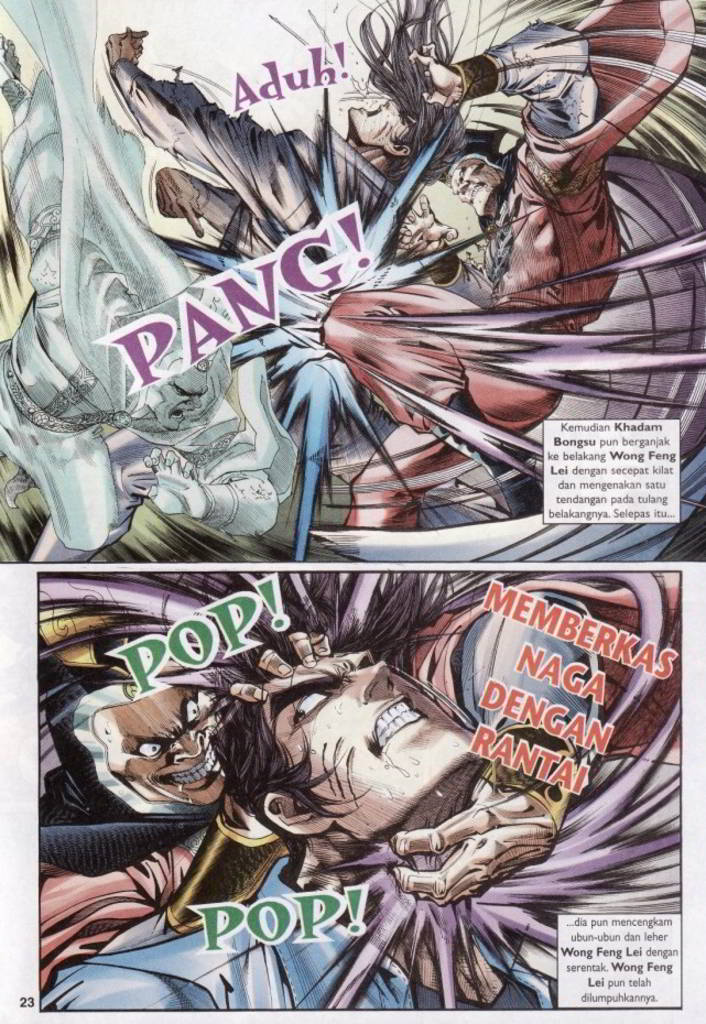 Aduh!
PANG!
Kemudian Khadam
Bongsu pun berganjak
ke belakang Wong Feng
Lei dengan secepat kilat
dan mengenakan satu
tendangan pada tulang
belakangnya. Selepas itu...
POP!
MEMBERKAS
NAGA
DENGAN
RANTAI
POP!
...dia pun mencengkam
ubun-ubun dan leher
Wong Feng Lei dengan
serentak. Wong Feng
Lei pun telah
dilumpuhkannya.
23